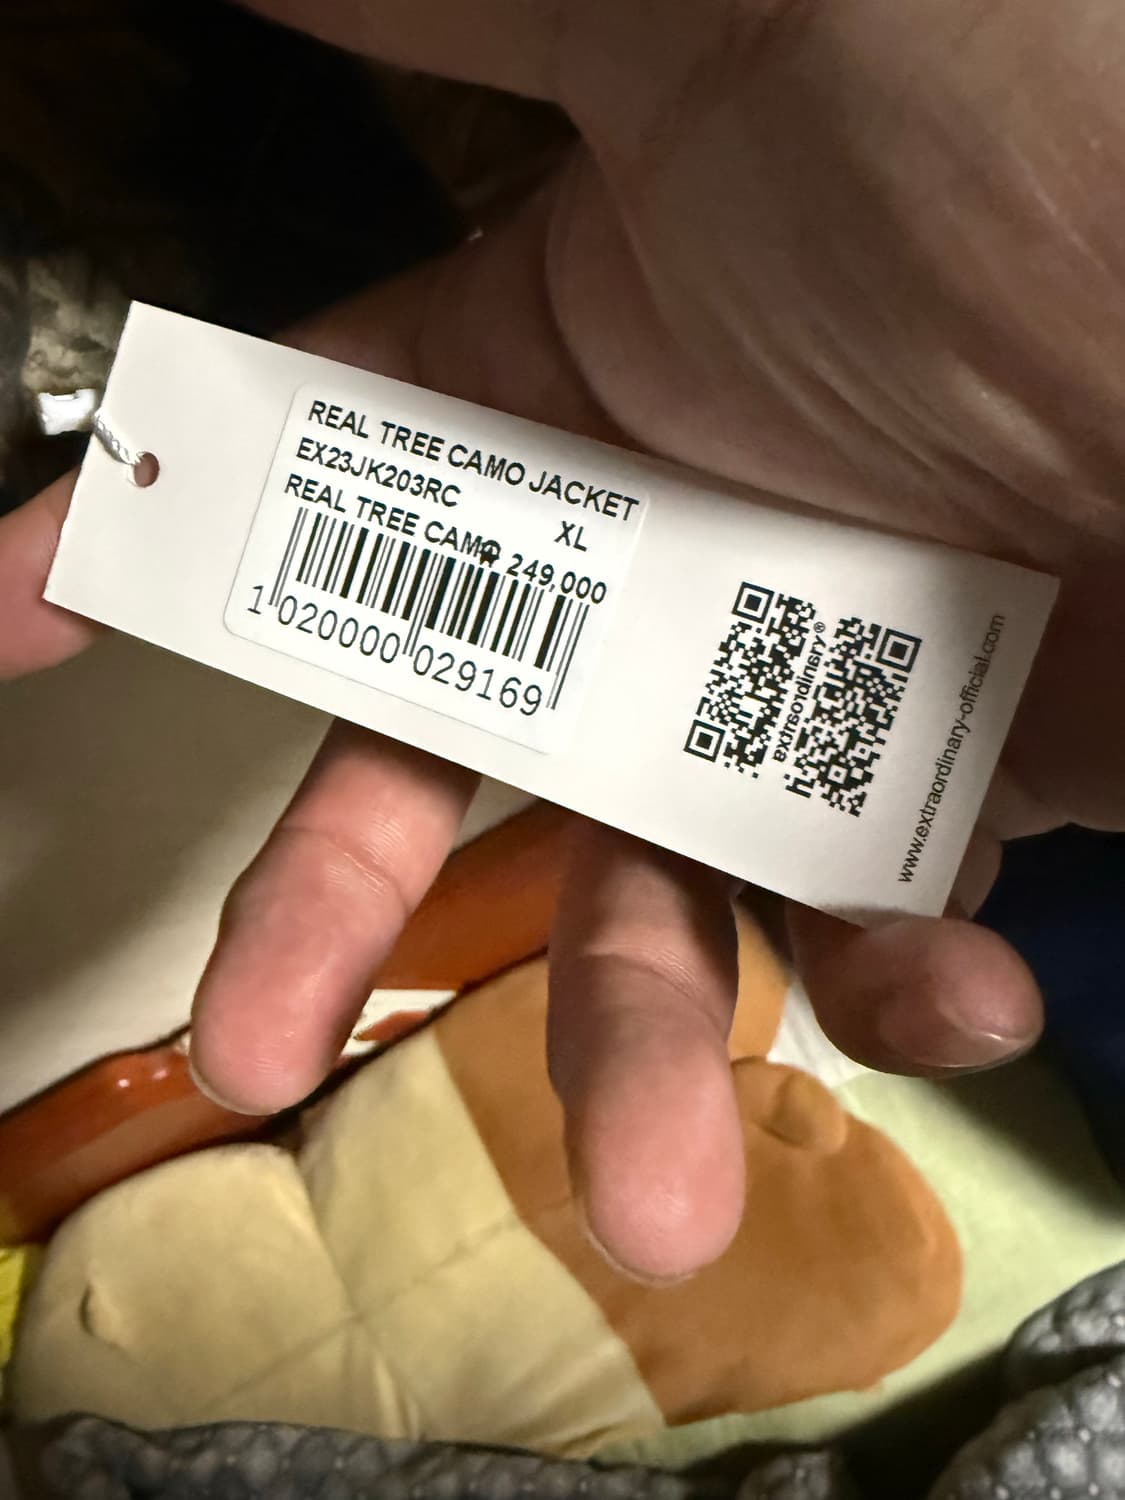 REAL TREE CAMO JACKET
EX23JK203RC
XL
REAL TREE CAMO 249,000
1 020000 029169
extraordinary®
www.extraordinary-official.com